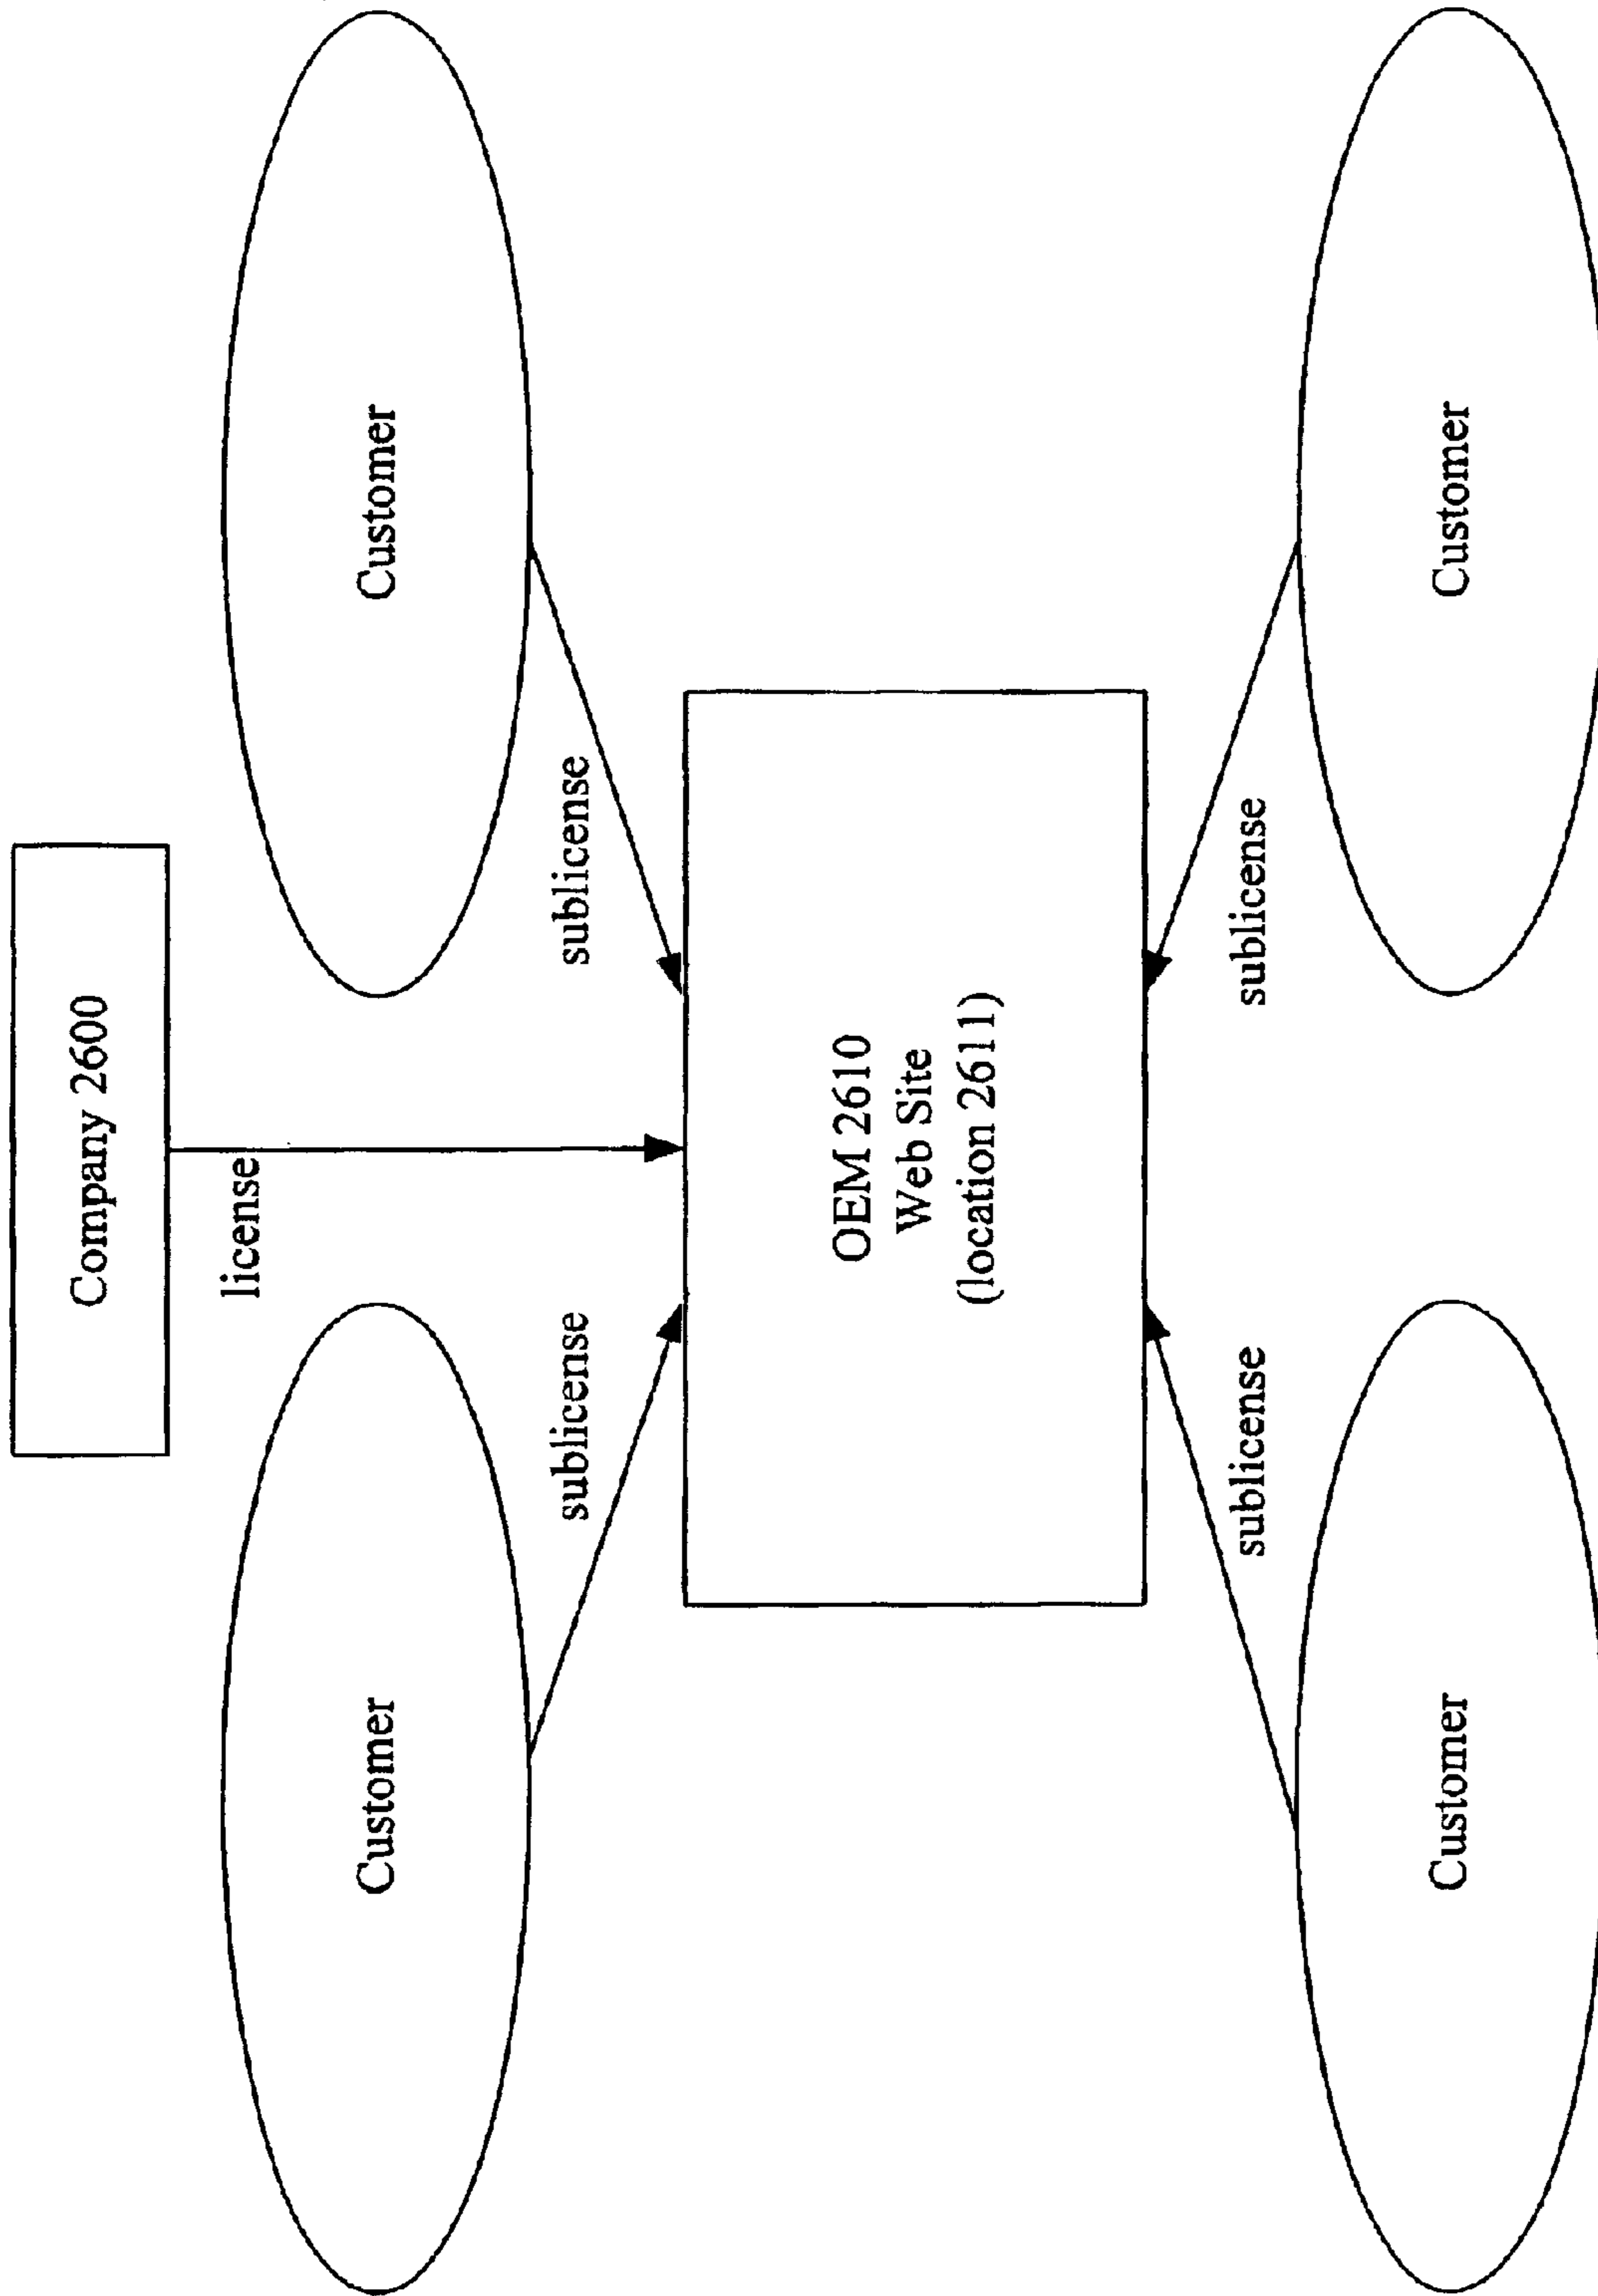 Company 2600
license
Customer
Customer
sublicense
sublicense
OEM 2610
Web Site
(location 2611)
sublicense
sublicense
Customer
Customer